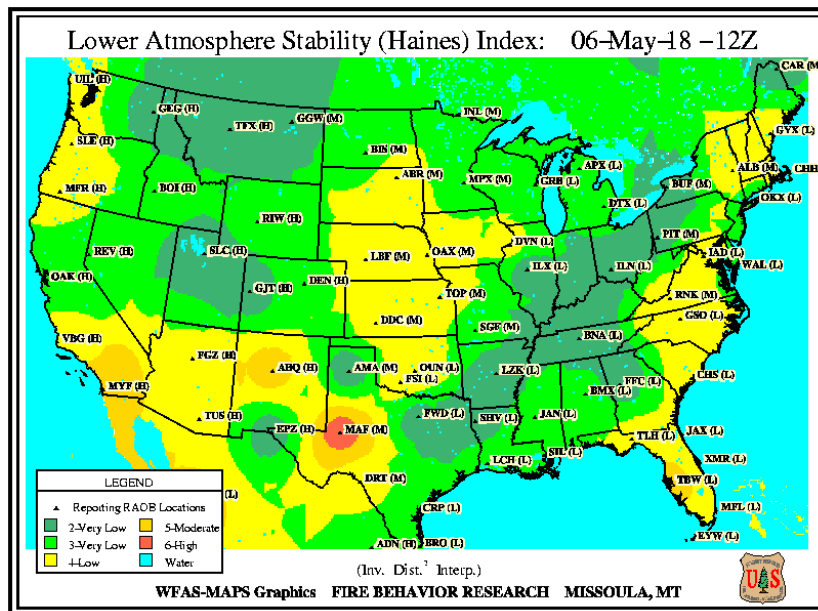 Lower Atmosphere Stability (Haines) Index: 06-May-18 -12Z
CAR (M)
UIL (H)
GEG (H)
GGW (M)
TFX (H)
INL (M)
GYX (L)
SLE (H)
BIS (M)
ALB (M)
CHH
MFR (H)
BOI (H)
ABR (M)
MPX (M)
GRB (L)
APX (L)
BUF (M)
OKX (L)
DTX (L)
RIW (H)
PIT (M)
REV (H)
SLC (H)
LBF (M)
OAX (M)
DVN (L)
IAD (L)
WAL (L)
OAK (H)
GJT (H)
DEN (H)
ILX (L)
ILN (L)
TOP (M)
RNK (M)
DDC (M)
SGF (M)
GSO (L)
VBG (H)
BNA (L)
FGZ (H)
ABQ (H)
AMA (M)
OUN (L)
FSI (L)
LZK (L)
FFC (L)
CHS (L)
MYF (H)
BMX (L)
TUS (H)
EPZ (H)
MAF (M)
FWD (L)
SHV (L)
JAN (L)
TLH (L)
JAX (L)
LCH (L)
SIL (L)
XMR (L)
DRT (M)
TBW (L)
CRP (L)
MFL (L)
EYW (L)
ADN (H)
BRO (L)
(L)
LEGEND
Reporting RAOB Locations
2-Very Low 5-Moderate
3-Very Low 6-High
4-Low Water
(Inv. Dist.² Interp.)
WFAS-MAPS Graphics FIRE BEHAVIOR RESEARCH MISSOULA, MT
U S